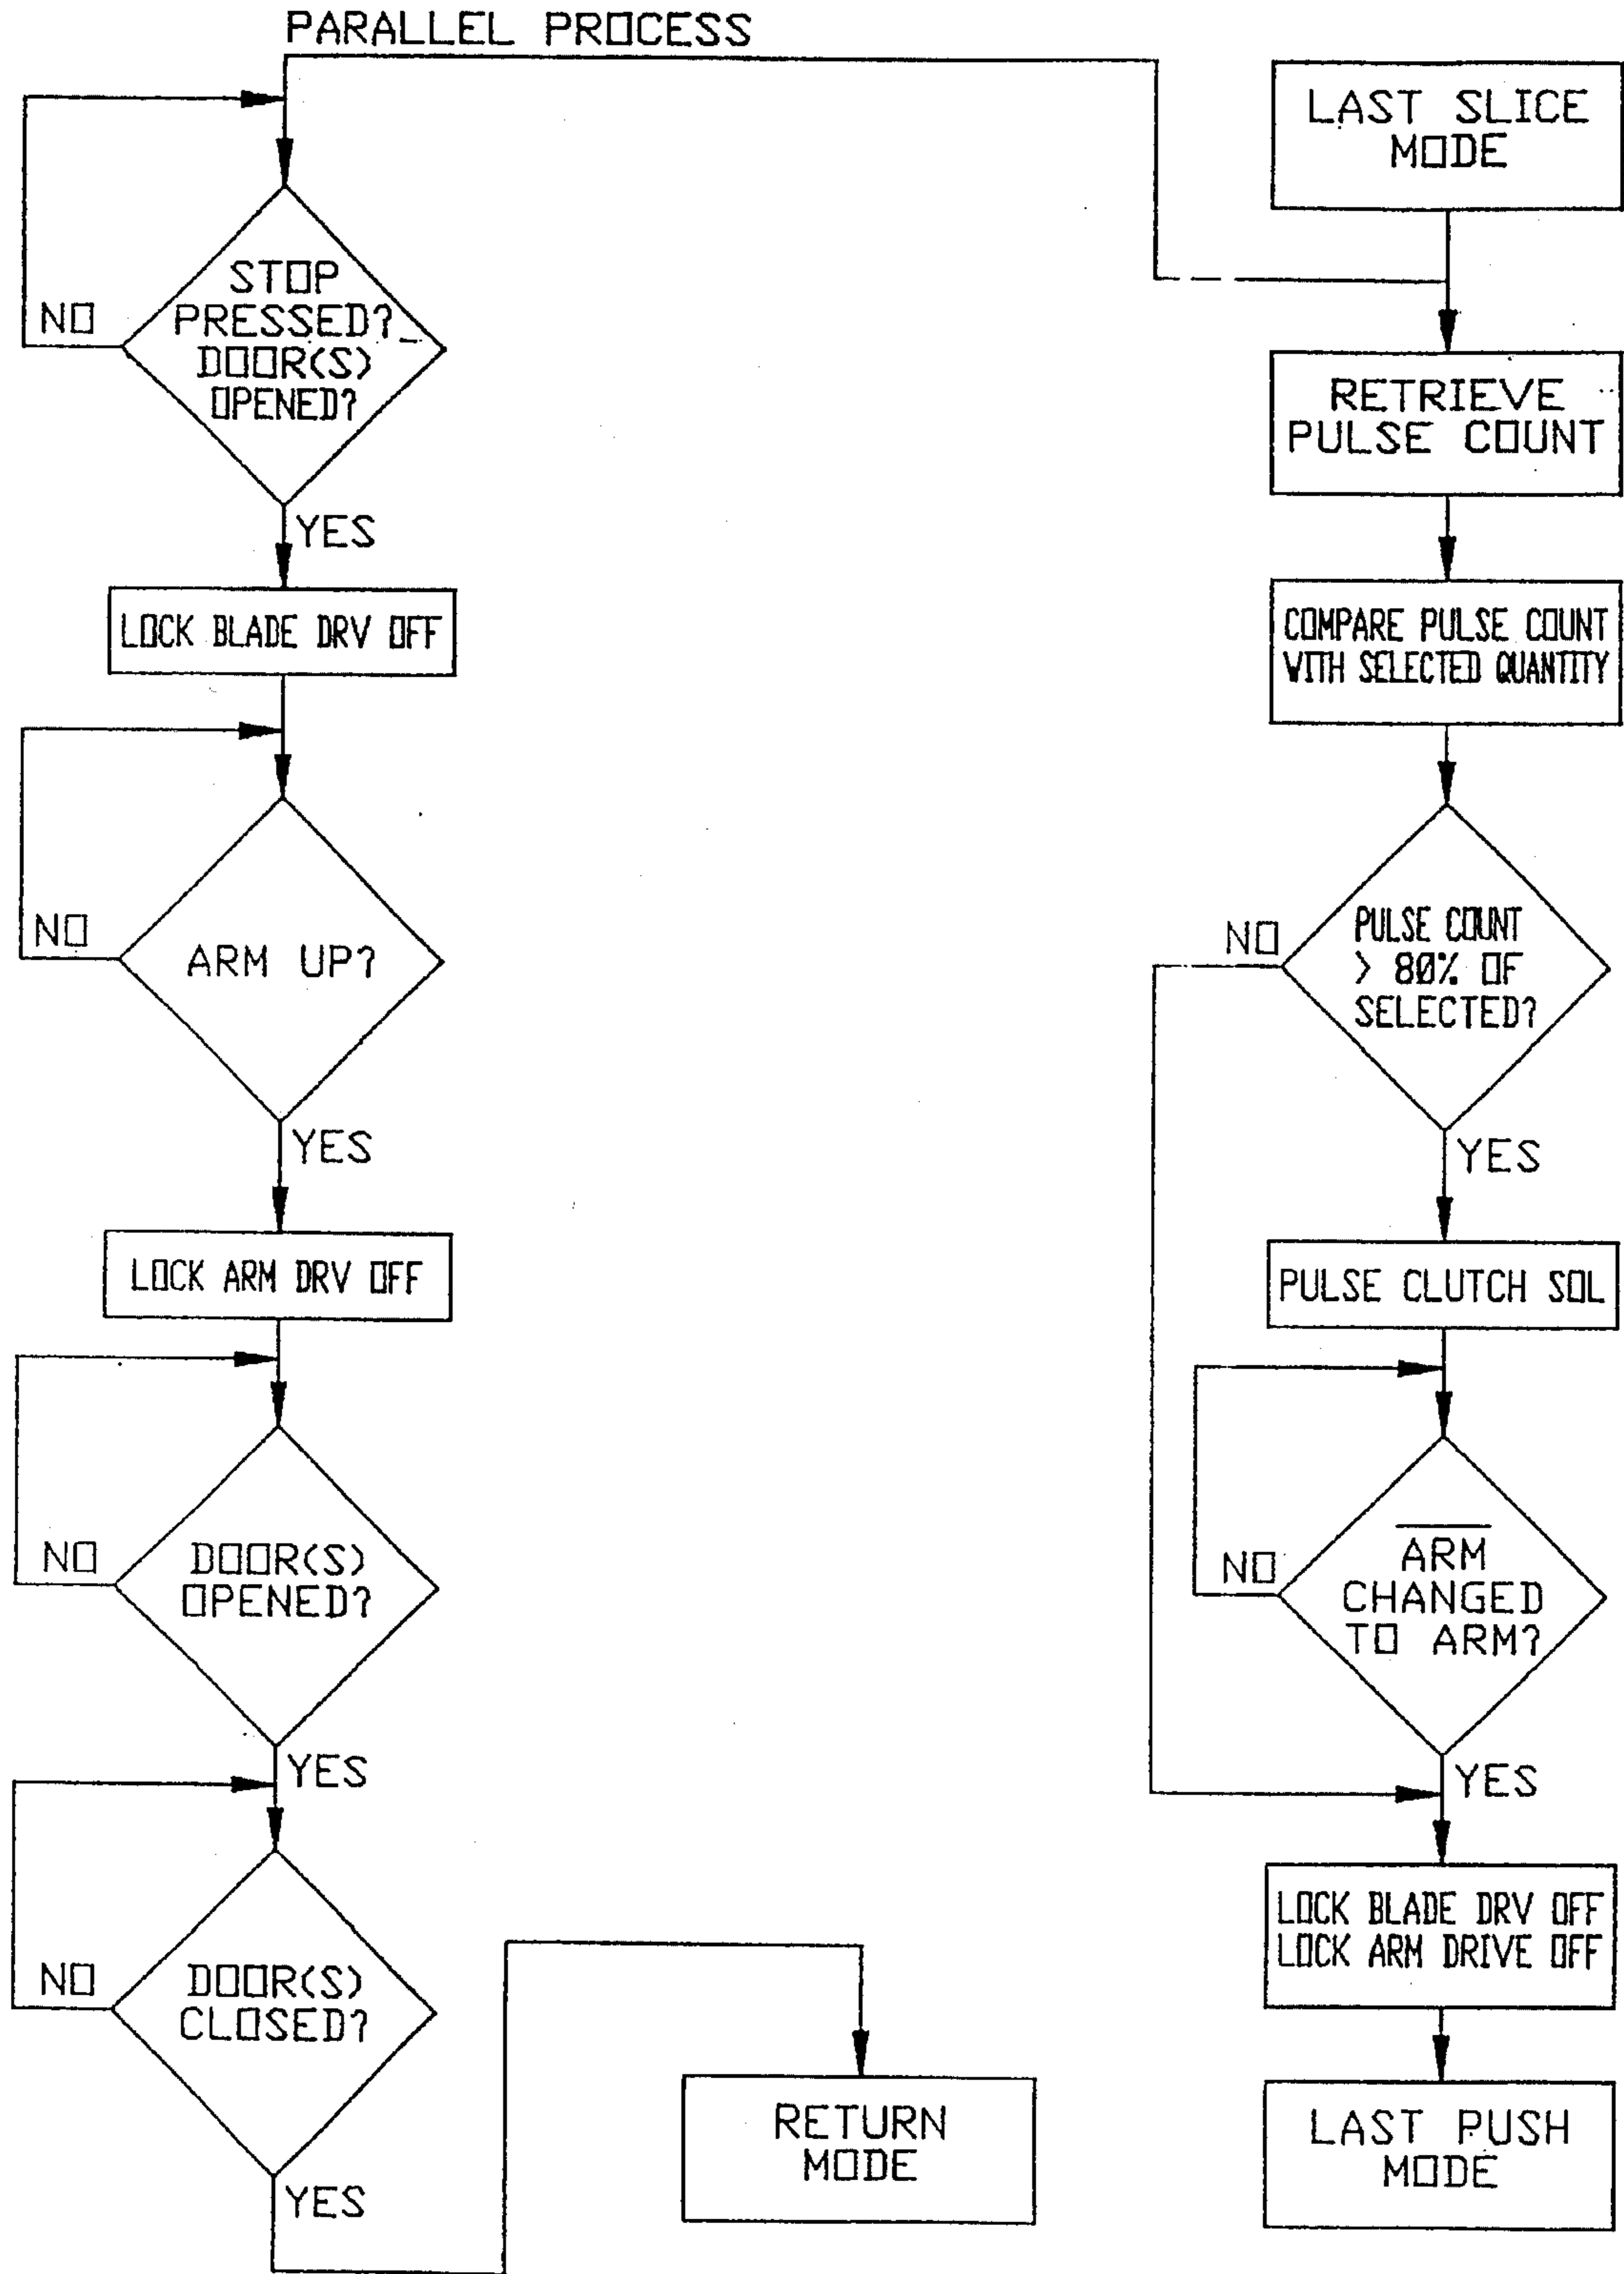 PARALLEL PROCESS
STOP
PRESSED?
DOOR(S)
OPENED?
NO
YES
LOCK BLADE DRV OFF
ARM UP?
NO
YES
LOCK ARM DRV OFF
DOOR(S)
OPENED?
NO
YES
DOOR(S)
CLOSED?
NO
YES
RETURN
MODE
LAST SLICE
MODE
RETRIEVE
PULSE COUNT
COMPARE PULSE COUNT
WITH SELECTED QUANTITY
PULSE COUNT
> 80% OF
SELECTED?
NO
YES
PULSE CLUTCH SOL
ARM
CHANGED
TO ARM?
NO
YES
LOCK BLADE DRV OFF
LOCK ARM DRIVE OFF
LAST PUSH
MODE